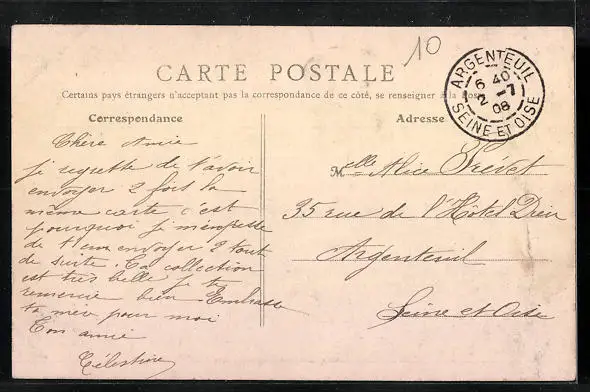 10
CARTE POSTALE
Certains pays étrangers n'acceptant pas la correspondance de ce côté, se renseigner à la Poste
ARGENTEUIL
6 40
2 -7
08
SEINE ET OISE
Correspondance
Chère Amie
je regrette de t'avoir
envoyer 2 fois la
même carte c'est
pourquoi je m'empresse
de t'en envoyer 2 tout
de suite. Ta collection
est très belle je te
remercie bien Embrasse
ta mère pour moi
Ton amie
Célestine
Adresse
Melle Alice Prévet
35 rue de l'Hôtel Dieu
Argenteuil
Seine et Oise